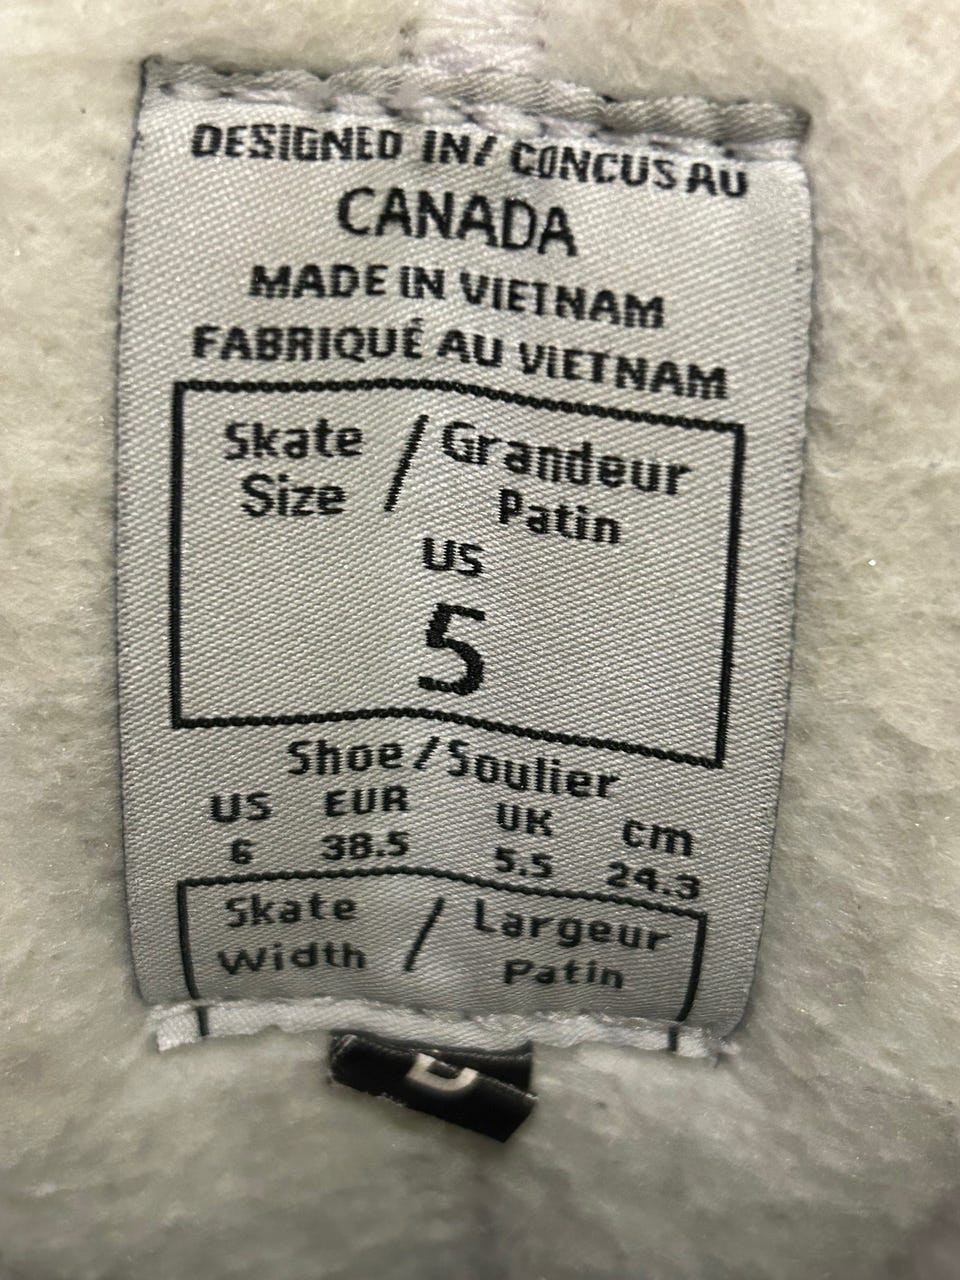 DESIGNED IN/ CONCUS AU
CANADA
MADE IN VIETNAM
FABRIQUÉ AU VIETNAM
Skate / Grandeur
Size Patin
US
5
Shoe / Soulier
US EUR UK cm
6 38.5 5.5 24.3
Skate / Largeur
Width Patin